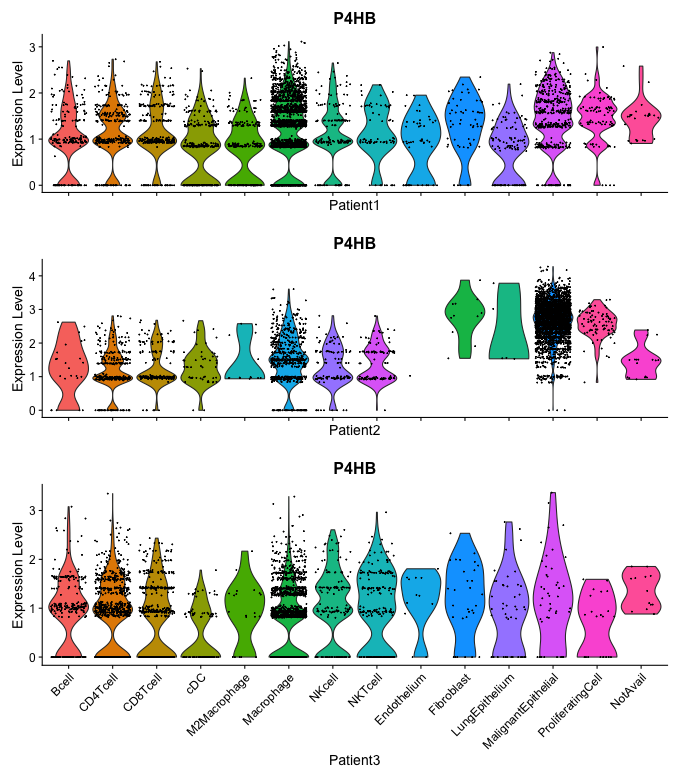 P4HB
Expression Level
3
2
1
0
Patient1
P4HB
Expression Level
4
3
2
1
0
Patient2
P4HB
Expression Level
3
2
1
0
Bcell
CD4Tcell
CD8Tcell
cDC
M2Macrophage
Macrophage
NKcell
NKTcell
Endothelium
Fibroblast
LungEpithelium
MalignantEpithelial
ProliferatingCell
NotAvail
Patient3